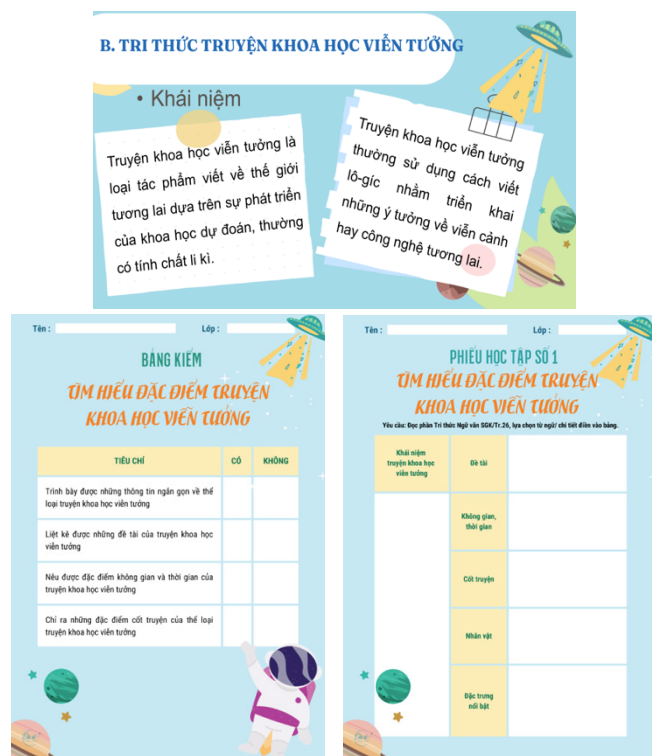 B. TRI THỨC TRUYỆN KHOA HỌC VIỄN TƯỞNG
• Khái niệm
Truyện khoa học viễn tưởng là
loại tác phẩm viết về thế giới
tương lai dựa trên sự phát triển
của khoa học dự đoán, thường
có tính chất li kì.
Truyện khoa học viễn tưởng
thường sử dụng cách viết
lô-gíc nhằm triển khai
những ý tưởng về viễn cảnh
hay công nghệ tương lai.
Tên :
Lớp :
BẢNG KIỂM
TÌM HIỂU ĐẶC ĐIỂM TRUYỆN
KHOA HỌC VIỄN TƯỞNG
TIÊU CHÍ
CÓ
KHÔNG
Trình bày được những thông tin ngắn gọn về thể
loại truyện khoa học viễn tưởng
Liệt kê được những đề tài của truyện khoa học
viễn tưởng
Nêu được đặc điểm không gian và thời gian của
truyện khoa học viễn tưởng
Chỉ ra những đặc điểm cốt truyện của thể loại
truyện khoa học viễn tưởng
Tên :
Lớp :
PHIẾU HỌC TẬP SỐ 1
TÌM HIỂU ĐẶC ĐIỂM TRUYỆN
KHOA HỌC VIỄN TƯỞNG
Yêu cầu: Đọc phần Tri thức Ngữ văn SGK/Tr.26, lựa chọn từ ngữ/ chi tiết điền vào bảng.
Khái niệm
truyện khoa học
viễn tưởng
Đề tài
Không gian,
thời gian
Cốt truyện
Nhân vật
Đặc trưng
nổi bật